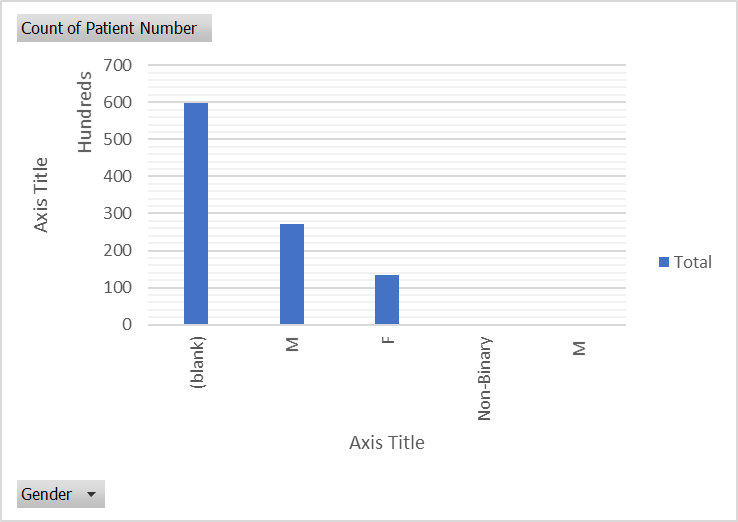 Count of Patient Number
Hundreds
Axis Title
700
600
500
400
300
200
100
0
(blank)
M
F
Non-Binary
M
Total
Axis Title
Gender